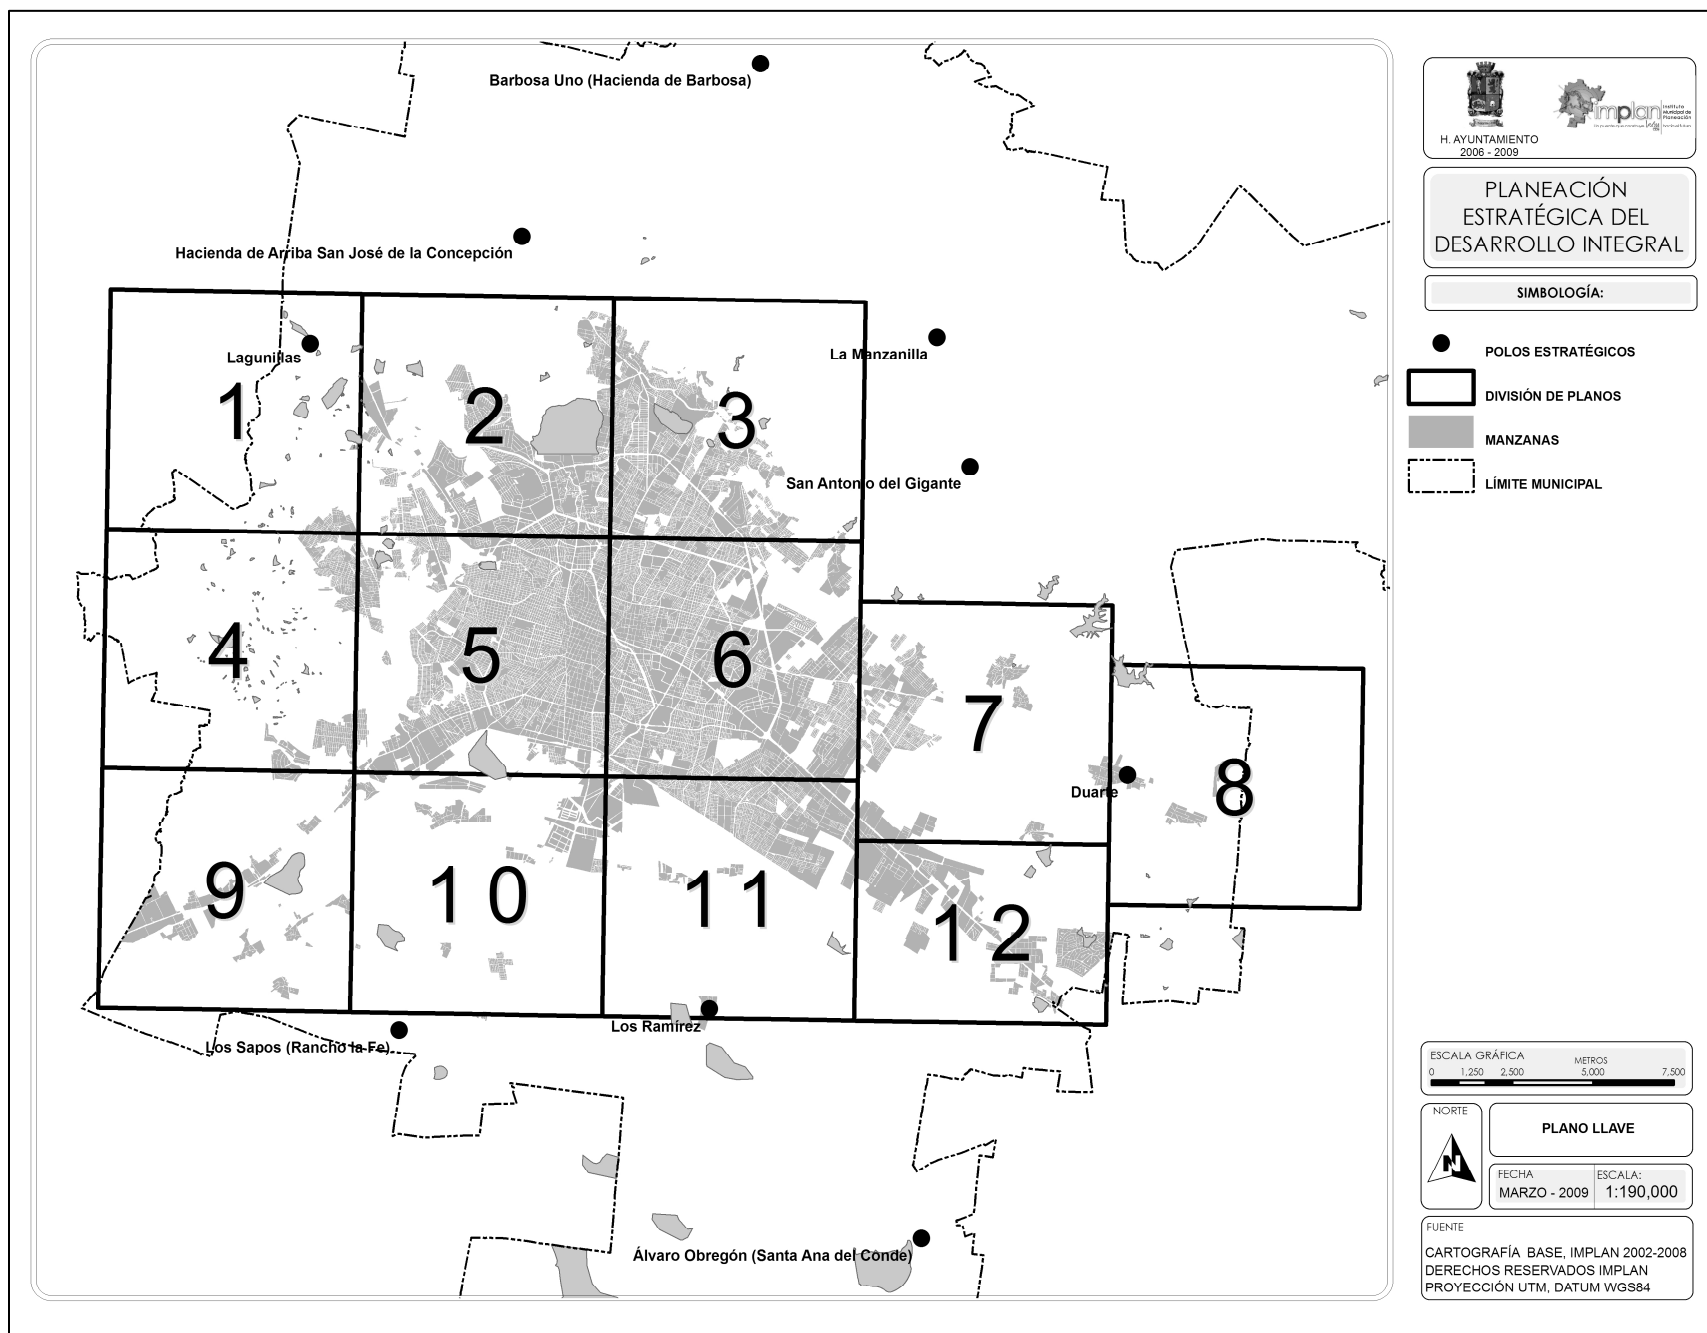 Barbosa Uno (Hacienda de Barbosa)
Hacienda de Arriba San José de la Concepción
Lagunillas
La Manzanilla
San Antonio del Gigante
Duarte
Los Ramírez
Los Sapos (Rancho la Fe)
Álvaro Obregón (Santa Ana del Conde)
1
2
3
4
5
6
7
8
9
10
11
12
H. AYUNTAMIENTO
2006 - 2009
implan
Instituto
Municipal de
Planeación
PLANEACIÓN
ESTRATÉGICA DEL
DESARROLLO INTEGRAL
SIMBOLOGÍA:
POLOS ESTRATÉGICOS
DIVISIÓN DE PLANOS
MANZANAS
LÍMITE MUNICIPAL
ESCALA GRÁFICA
METROS
0 1,250 2,500 5,000 7,500
NORTE
N
PLANO LLAVE
FECHA
MARZO - 2009
ESCALA:
1:190,000
FUENTE
CARTOGRAFÍA BASE, IMPLAN 2002-2008
DERECHOS RESERVADOS IMPLAN
PROYECCIÓN UTM, DATUM WGS84